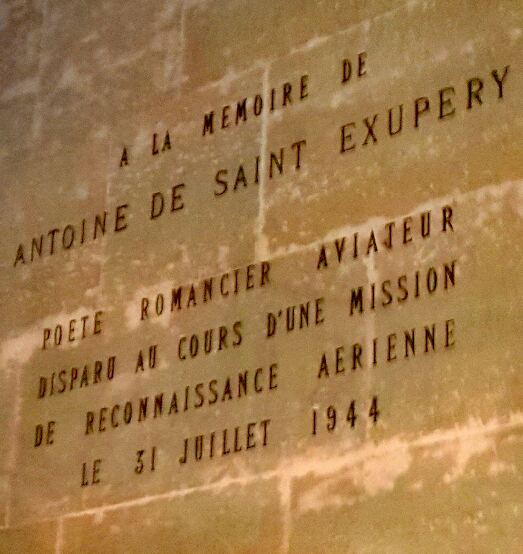 A LA MEMOIRE DE
ANTOINE DE SAINT EXUPERY
POETE ROMANCIER AVIATEUR
DISPARU AU COURS D'UNE MISSION
DE RECONNAISSANCE AERIENNE
LE 31 JUILLET 1944